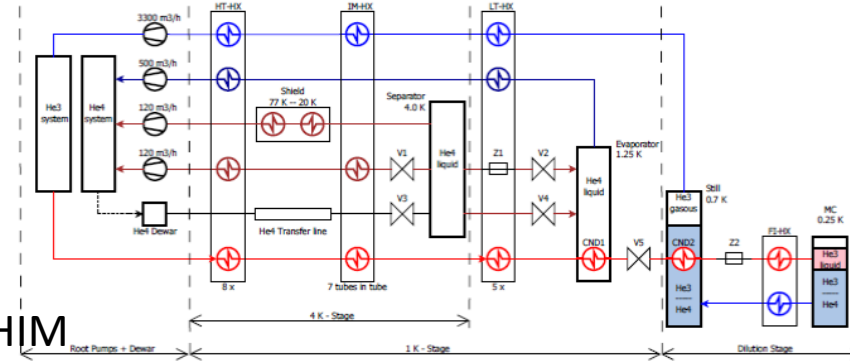 3300 m3/h
HT-HX
IM-HX
LT-HX
500 m3/h
He3
system
He4
system
120 m3/h
Shield
77 K -- 20 K
Separator
4.0 K
120 m3/h
V1
He4
liquid
Z1
V2
Evaporator
1.25 K
He4
liquid
V3
V4
He4 Dewar
He4 Transfer line
CND1
V5
Still
0.7 K
He3
gasous
CND2
He3
He4
Z2
FI-HX
MC
0.25 K
He3
liquid
He3
He4
8 x
7 tubes in tube
5 x
4 K - Stage
HIM
Root Pumps + Dewar
1 K - Stage
Dilution Stage